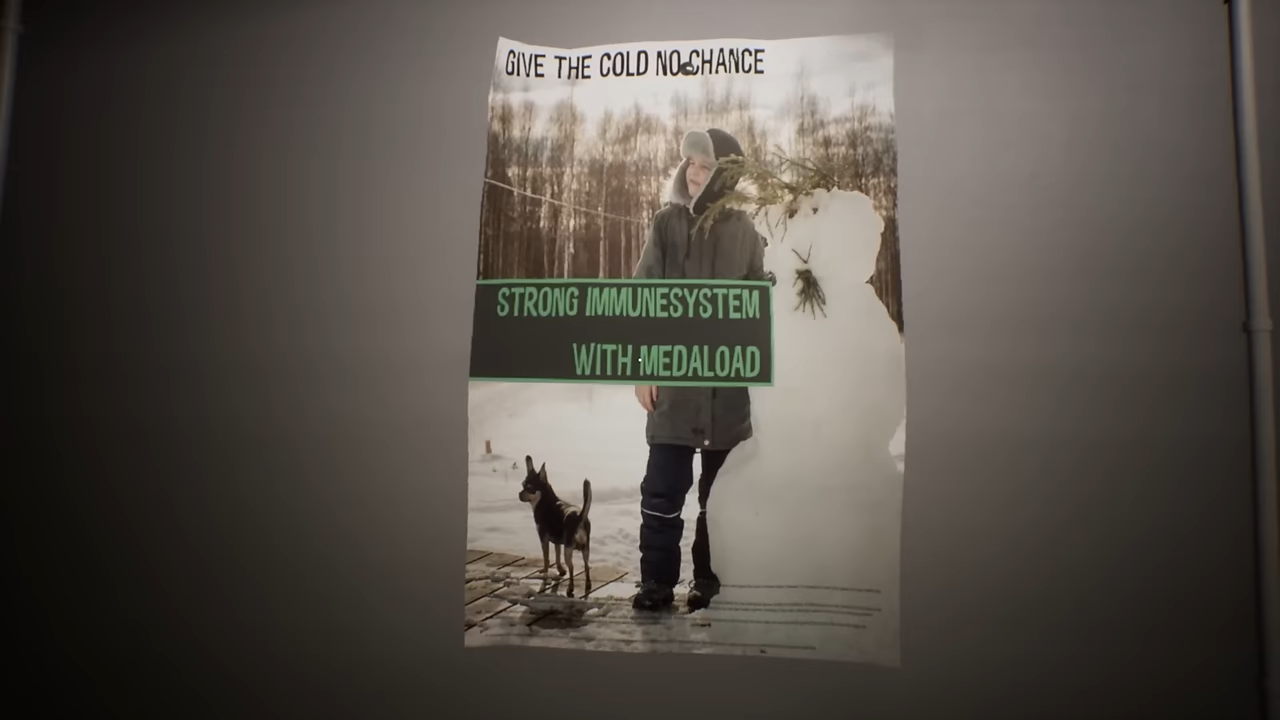 GIVE THE COLD NO CHANCE
STRONG IMMUNESYSTEM
WITH MEDALOAD